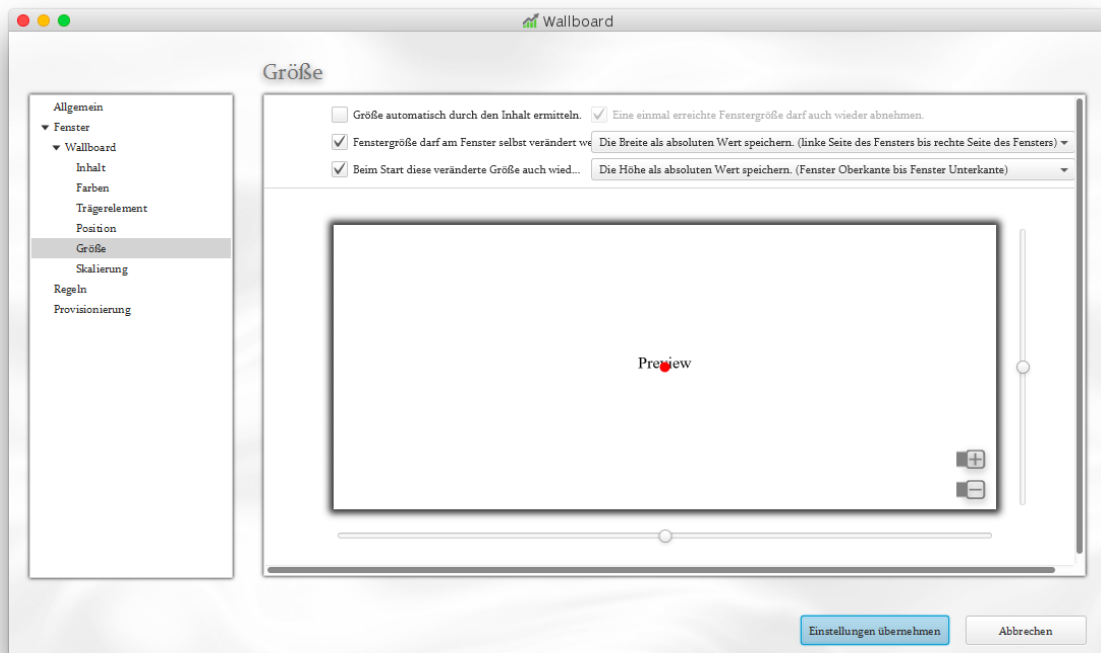 Wallboard
Größe
Allgemein
Fenster
Wallboard
Inhalt
Farben
Trägerelement
Position
Größe
Skalierung
Regeln
Provisionierung
Größe automatisch durch den Inhalt ermitteln. Eine einmal erreichte Fenstergröße darf auch wieder abnehmen.
Fenstergröße darf am Fenster selbst verändert we Die Breite als absoluten Wert speichern. (linke Seite des Fensters bis rechte Seite des Fensters)
Beim Start diese veränderte Größe auch wied... Die Höhe als absoluten Wert speichern. (Fenster Oberkante bis Fenster Unterkante)
Preview
Einstellungen übernehmen Abbrechen